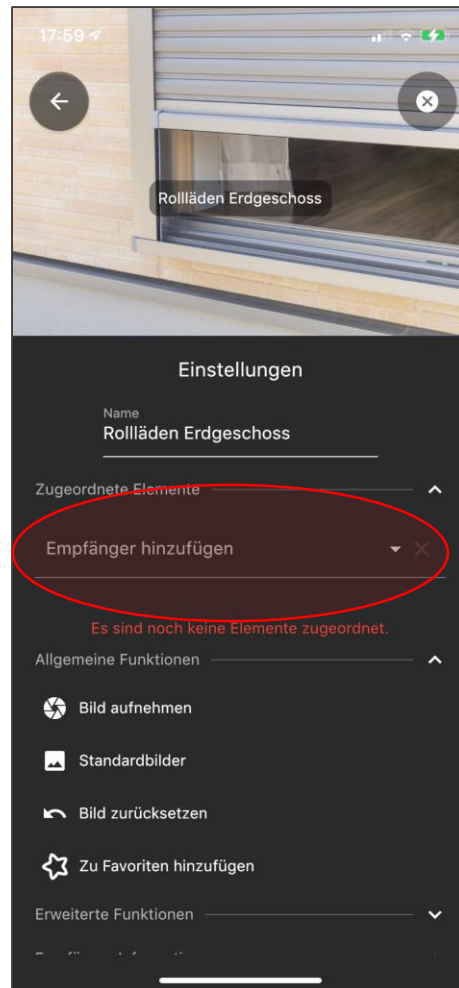 17:59
Rollläden Erdgeschoss
Einstellungen
Name
Rollläden Erdgeschoss
Zugeordnete Elemente
Empfänger hinzufügen
Es sind noch keine Elemente zugeordnet.
Allgemeine Funktionen
Bild aufnehmen
Standardbilder
Bild zurücksetzen
Zu Favoriten hinzufügen
Erweiterte Funktionen